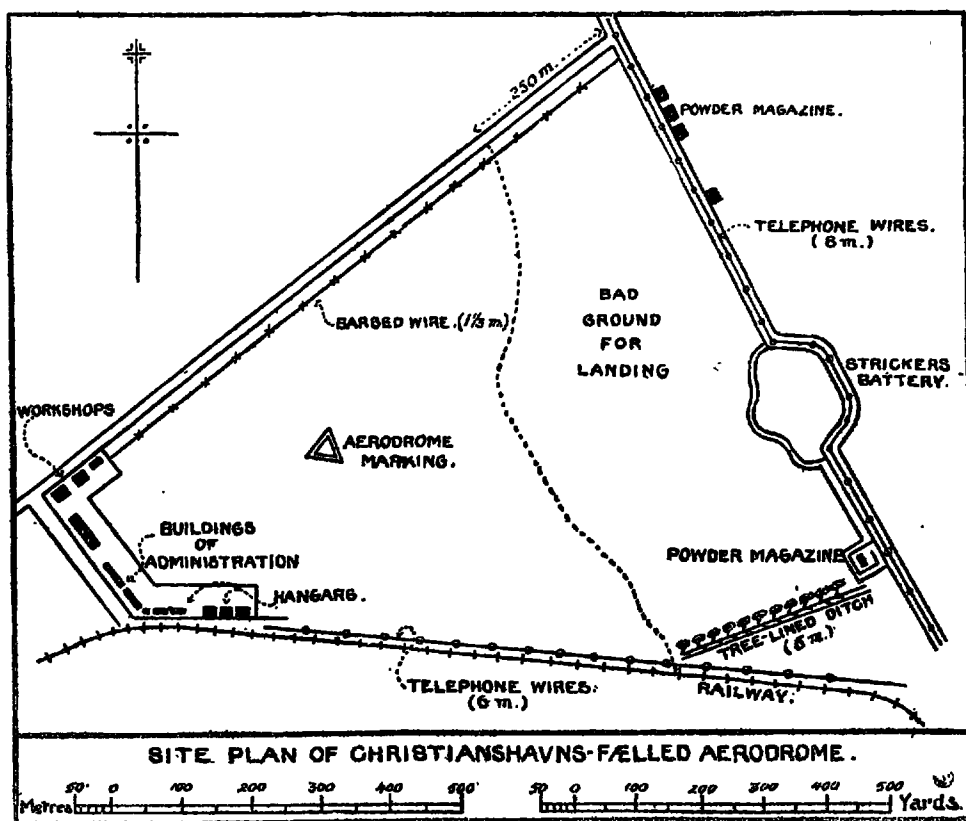 250 m.
POWDER MAGAZINE.
TELEPHONE WIRES.
(8 m.)
BAD
GROUND
FOR
LANDING
BARBED WIRE. (1⅓ m)
STRICKERS
BATTERY.
WORKSHOPS
AERODROME
MARKING.
BUILDINGS
OF
ADMINISTRATION
HANGARS.
POWDER MAGAZINE
TREE-LINED DITCH
(5 m.)
TELEPHONE WIRES.
(6 m.)
RAILWAY.
SITE PLAN OF CHRISTIANSHAVNS-FÆLLED AERODROME.
50 0 100 200 300 400 500 50 0 100 200 300 400 500
Metres Yards.